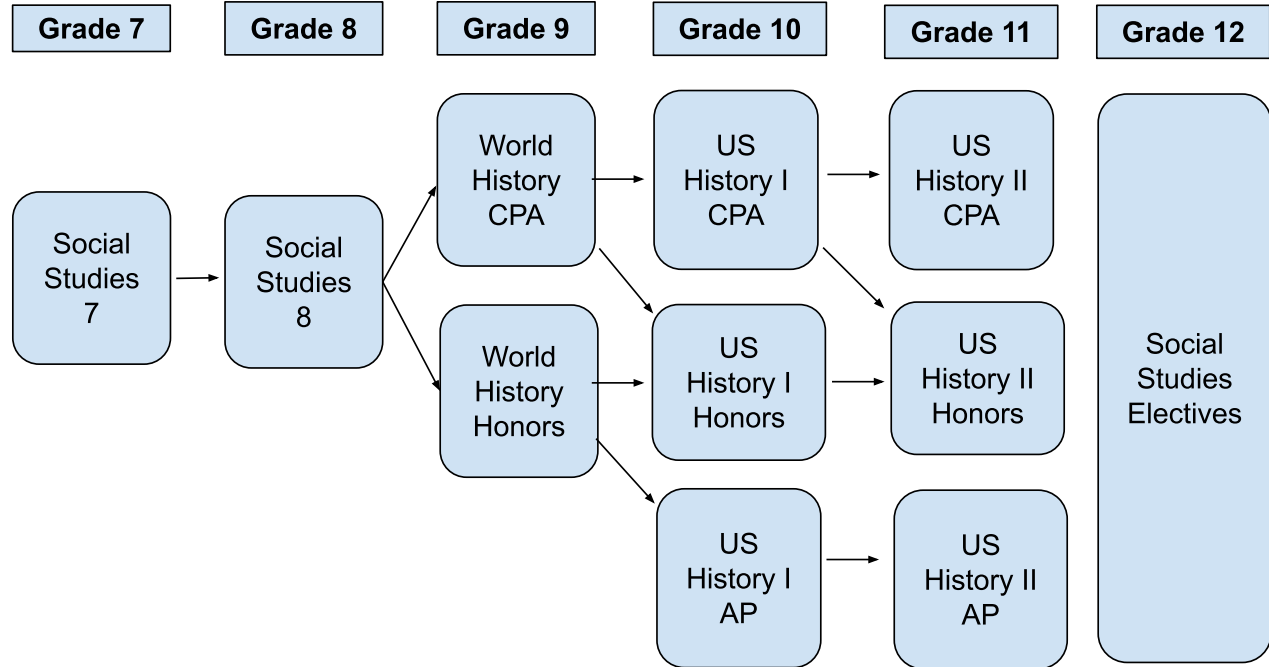 Grade 7
Grade 8
Grade 9
Grade 10
Grade 11
Grade 12
Social
Studies
7
Social
Studies
8
World
History
CPA
World
History
Honors
US
History I
CPA
US
History I
Honors
US
History I
AP
US
History II
CPA
US
History II
Honors
US
History II
AP
Social
Studies
Electives